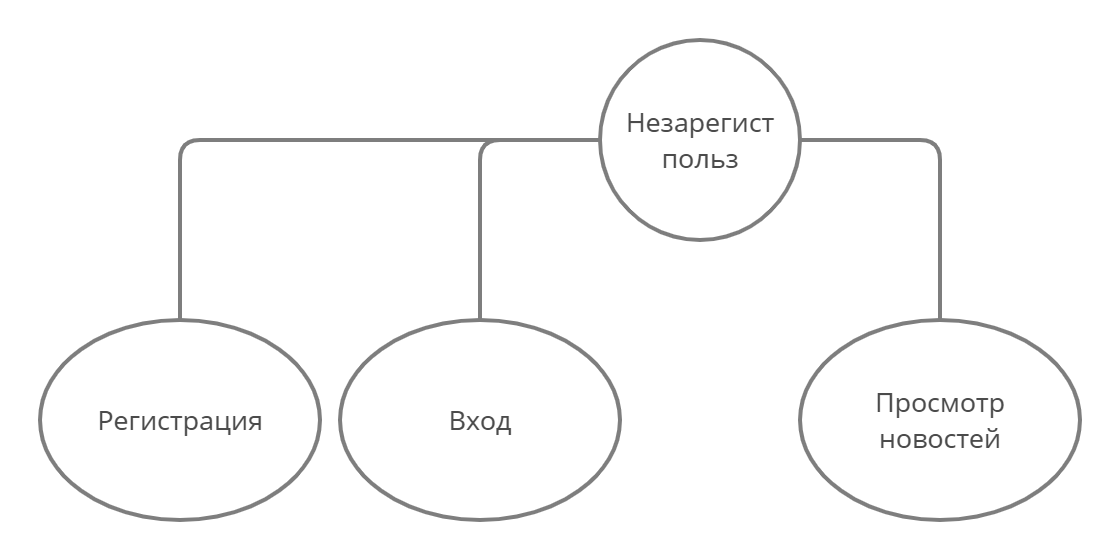 Незарегист
польз
Регистрация
Вход
Просмотр
новостей